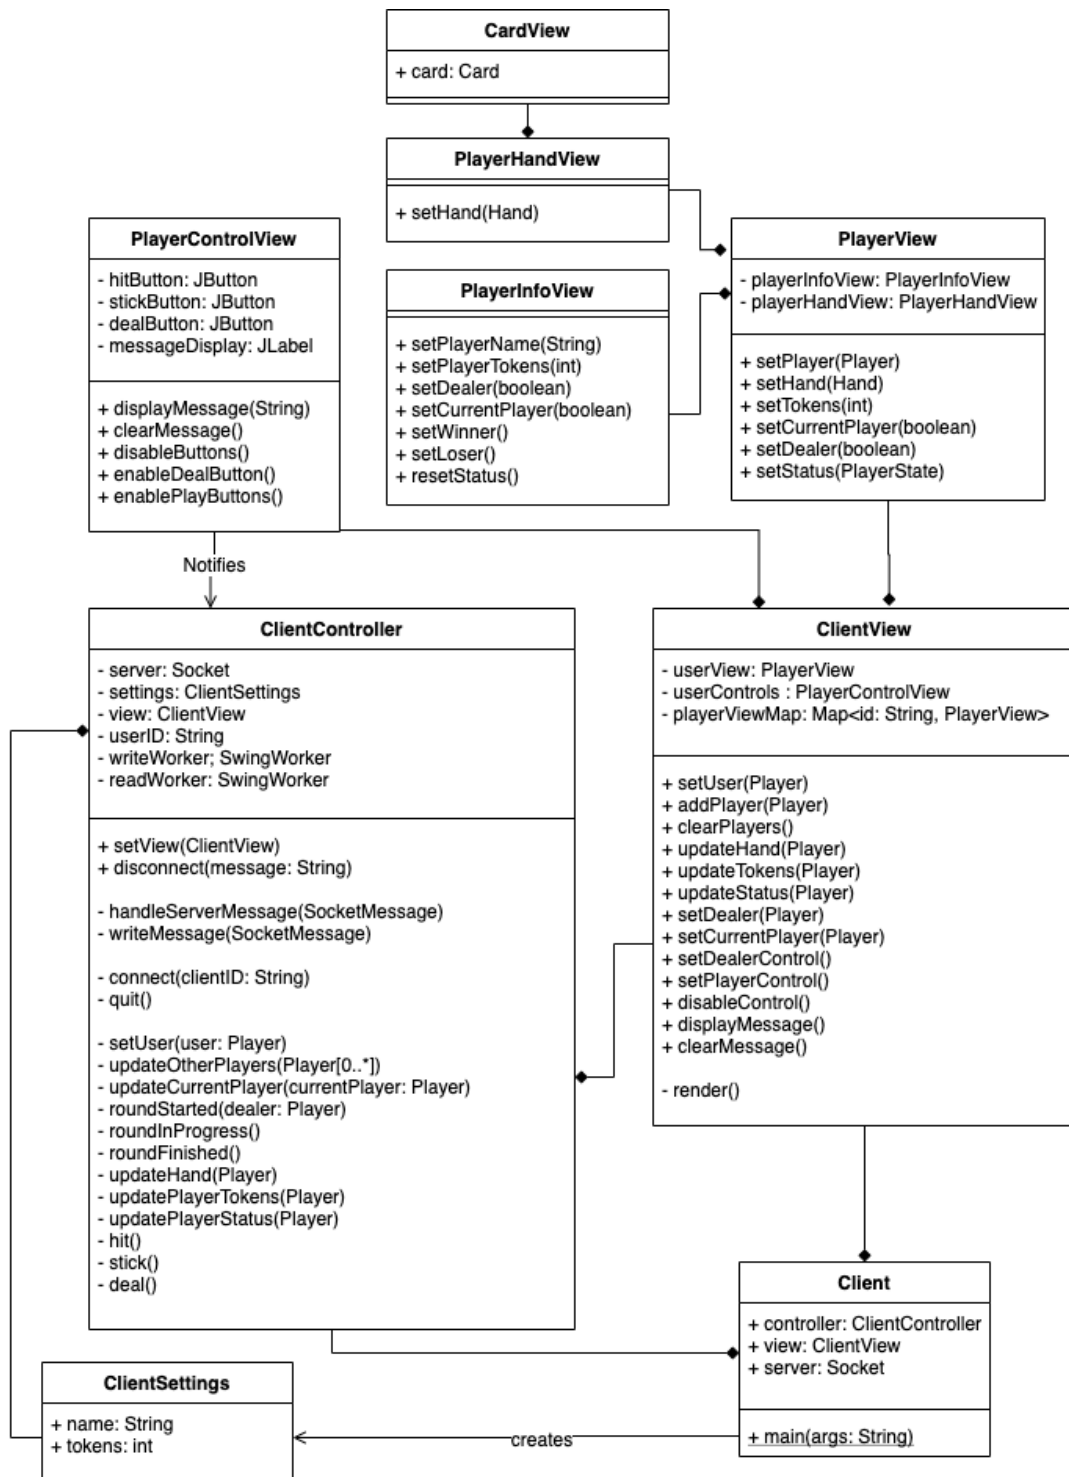 CardView
+ card: Card
PlayerHandView
+ setHand(Hand)
PlayerControlView
- hitButton: JButton
- stickButton: JButton
- dealButton: JButton
- messageDisplay: JLabel
+ displayMessage(String)
+ clearMessage()
+ disableButtons()
+ enableDealButton()
+ enablePlayButtons()
PlayerInfoView
+ setPlayerName(String)
+ setPlayerTokens(int)
+ setDealer(boolean)
+ setCurrentPlayer(boolean)
+ setWinner()
+ setLoser()
+ resetStatus()
PlayerView
- playerInfoView: PlayerInfoView
- playerHandView: PlayerHandView
+ setPlayer(Player)
+ setHand(Hand)
+ setTokens(int)
+ setCurrentPlayer(boolean)
+ setDealer(boolean)
+ setStatus(PlayerState)
Notifies
ClientController
- server: Socket
- settings: ClientSettings
- view: ClientView
- userID: String
- writeWorker; SwingWorker
- readWorker: SwingWorker
+ setView(ClientView)
+ disconnect(message: String)
- handleServerMessage(SocketMessage)
- writeMessage(SocketMessage)
- connect(clientID: String)
- quit()
- setUser(user: Player)
- updateOtherPlayers(Player[0..*])
- updateCurrentPlayer(currentPlayer: Player)
- roundStarted(dealer: Player)
- roundInProgress()
- roundFinished()
- updateHand(Player)
- updatePlayerTokens(Player)
- updatePlayerStatus(Player)
- hit()
- stick()
- deal()
ClientView
- userView: PlayerView
- userControls : PlayerControlView
- playerViewMap: Map<id: String, PlayerView>
+ setUser(Player)
+ addPlayer(Player)
+ clearPlayers()
+ updateHand(Player)
+ updateTokens(Player)
+ updateStatus(Player)
+ setDealer(Player)
+ setCurrentPlayer(Player)
+ setDealerControl()
+ setPlayerControl()
+ disableControl()
+ displayMessage()
+ clearMessage()
- render()
Client
+ controller: ClientController
+ view: ClientView
+ server: Socket
+ main(args: String)
ClientSettings
+ name: String
+ tokens: int
creates